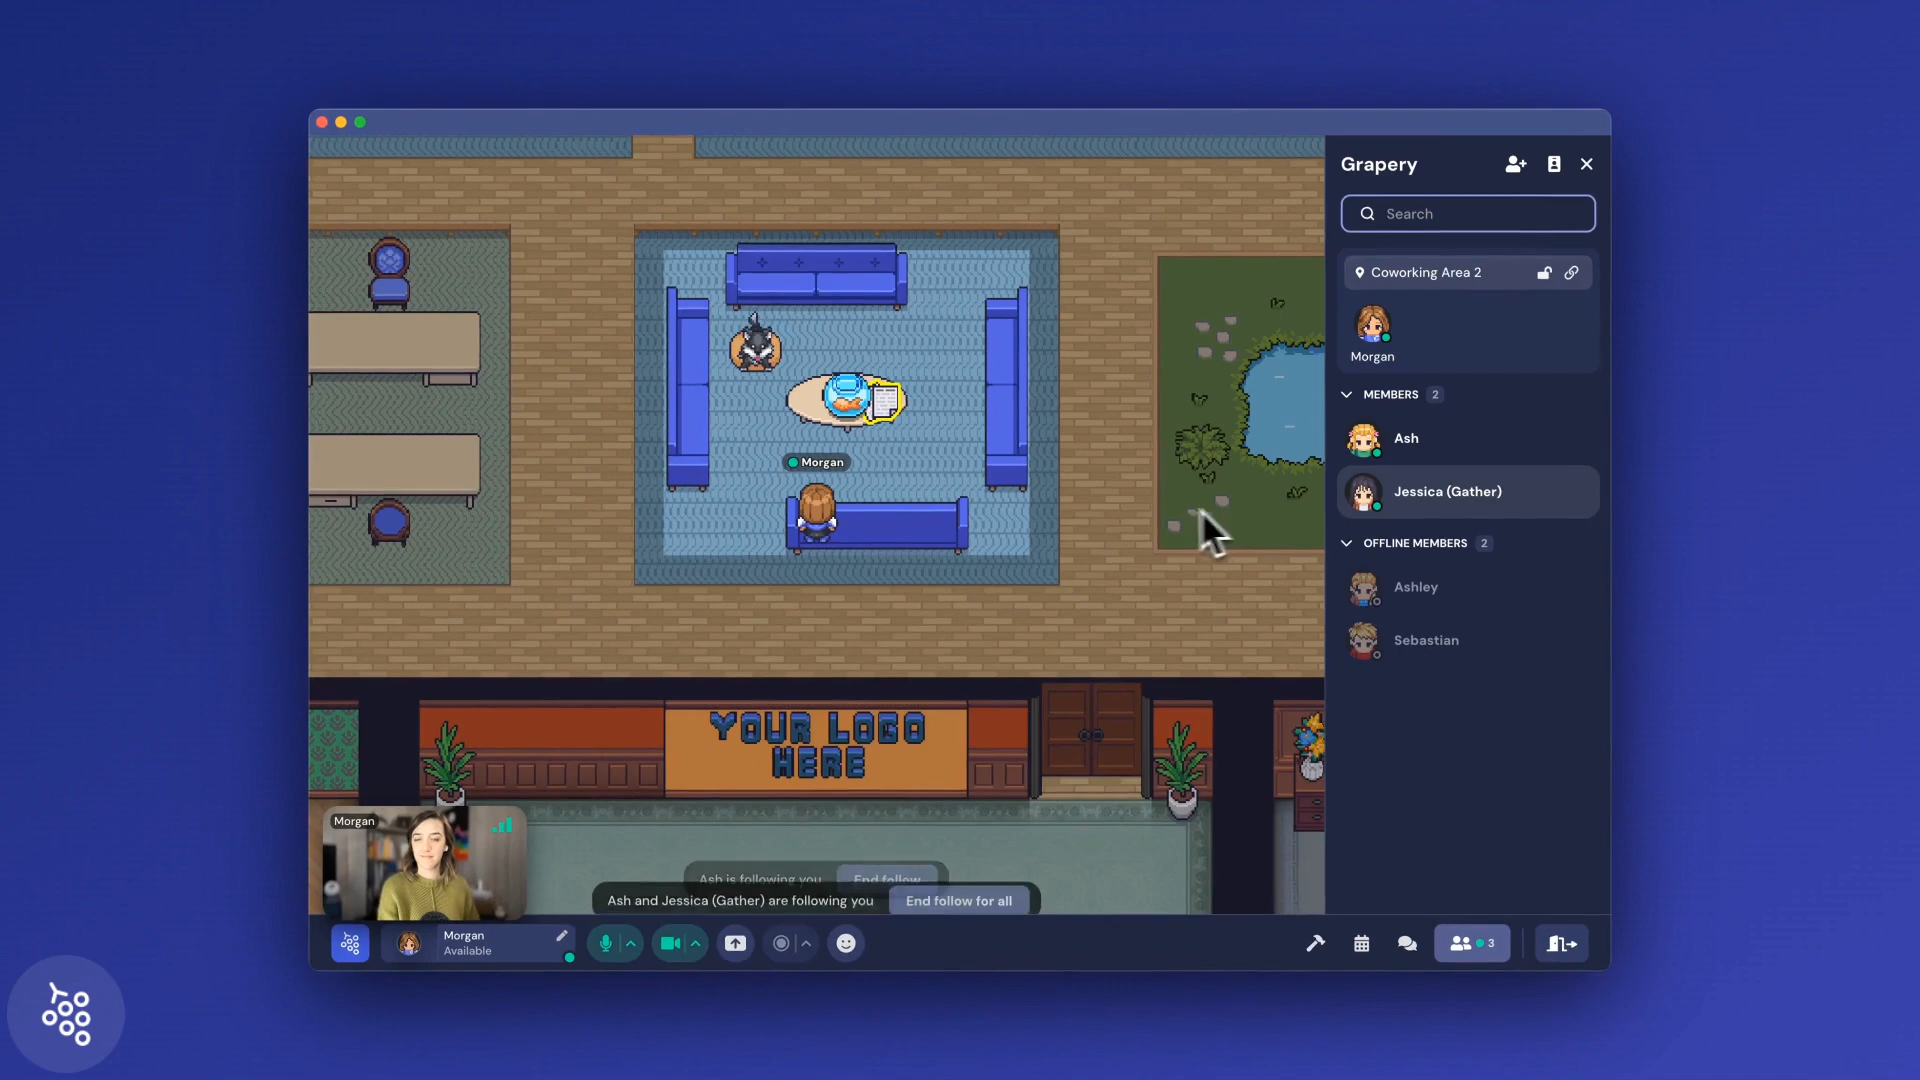 Grapery
Search
Coworking Area 2
Morgan
MEMBERS 2
Ash
Jessica (Gather)
OFFLINE MEMBERS 2
Ashley
Sebastian
Morgan
YOUR LOGO
HERE
Morgan
Ash is following you End follow
Ash and Jessica (Gather) are following you End follow for all
Morgan
Available
3